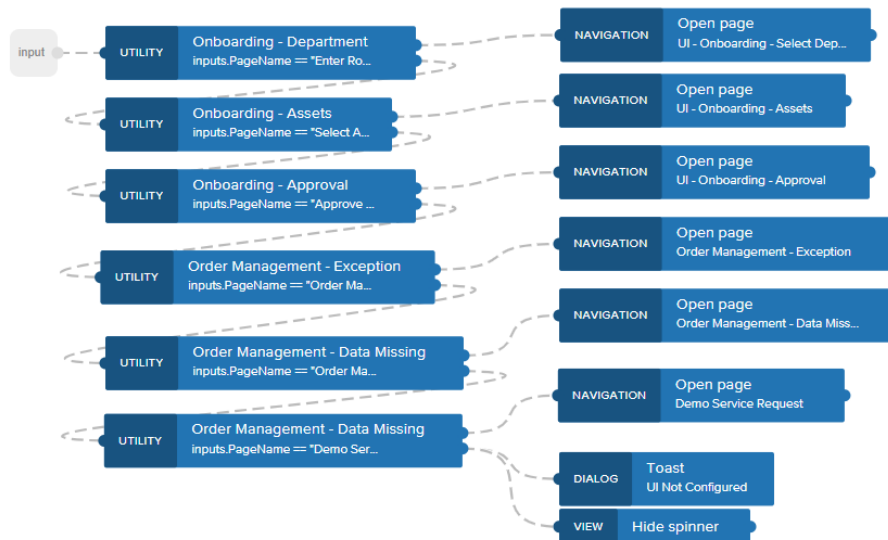 input
UTILITY
Onboarding - Department
inputs.PageName == "Enter Ro...
NAVIGATION
Open page
UI - Onboarding - Select Dep...
UTILITY
Onboarding - Assets
inputs.PageName == "Select A...
NAVIGATION
Open page
UI - Onboarding - Assets
UTILITY
Onboarding - Approval
inputs.PageName == "Approve ...
NAVIGATION
Open page
UI - Onboarding - Approval
UTILITY
Order Management - Exception
inputs.PageName == "Order Ma...
NAVIGATION
Open page
Order Management - Exception
UTILITY
Order Management - Data Missing
inputs.PageName == "Order Ma...
NAVIGATION
Open page
Order Management - Data Miss...
UTILITY
Order Management - Data Missing
inputs.PageName == "Demo Ser...
NAVIGATION
Open page
Demo Service Request
DIALOG
Toast
UI Not Configured
VIEW
Hide spinner